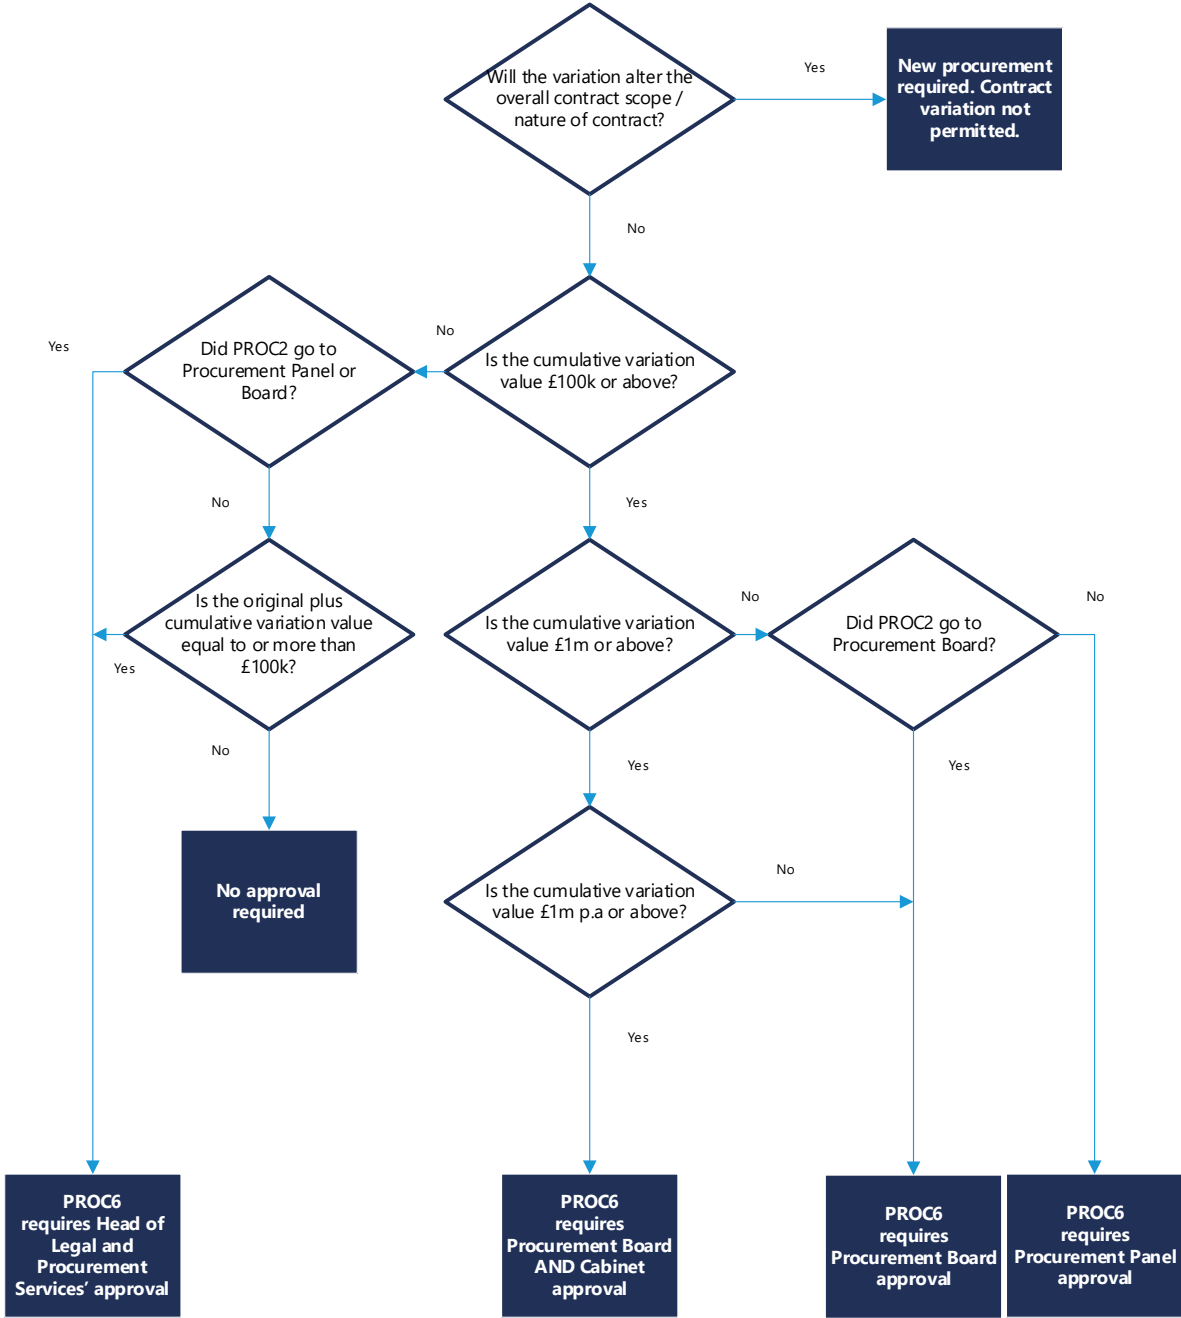 Will the variation alter the
overall contract scope /
nature of contract?
Yes
New procurement
required. Contract
variation not
permitted.
No
Yes
Did PROC2 go to
Procurement Panel or
Board?
No
Is the cumulative variation
value £100k or above?
No
Yes
Is the original plus
cumulative variation value
equal to or more than
£100k?
Yes
Is the cumulative variation
value £1m or above?
No
Did PROC2 go to
Procurement Board?
No
No
Yes
Yes
No approval
required
Is the cumulative variation
value £1m p.a or above?
No
Yes
PROC6
requires Head of
Legal and
Procurement
Services’ approval
PROC6
requires
Procurement Board
AND Cabinet
approval
PROC6
requires
Procurement Board
approval
PROC6
requires
Procurement Panel
approval